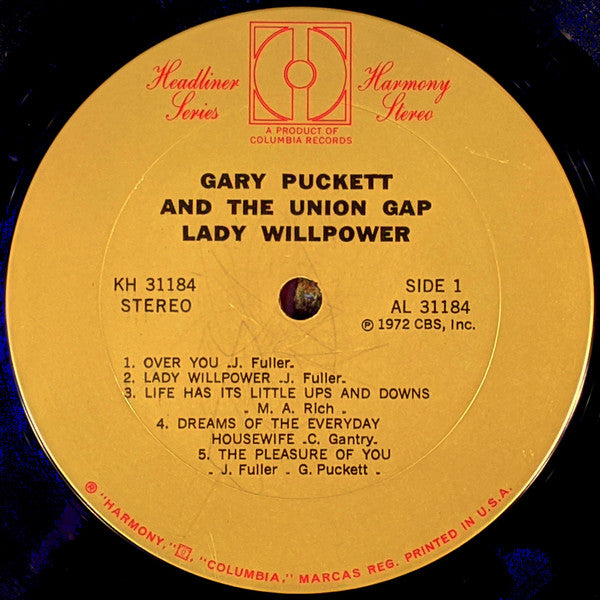 Headliner Series
Harmony Stereo
A PRODUCT OF
COLUMBIA RECORDS
GARY PUCKETT
AND THE UNION GAP
LADY WILLPOWER
KH 31184
STEREO
SIDE 1
AL 31184
℗ 1972 CBS, Inc.
1. OVER YOU -J. Fuller-
2. LADY WILLPOWER -J. Fuller-
3. LIFE HAS ITS LITTLE UPS AND DOWNS
- M. A. Rich -
4. DREAMS OF THE EVERYDAY
HOUSEWIFE -C. Gantry-
5. THE PLEASURE OF YOU
- J. Fuller - G. Puckett -
® "HARMONY," "COLUMBIA," MARCAS REG. PRINTED IN U.S.A.